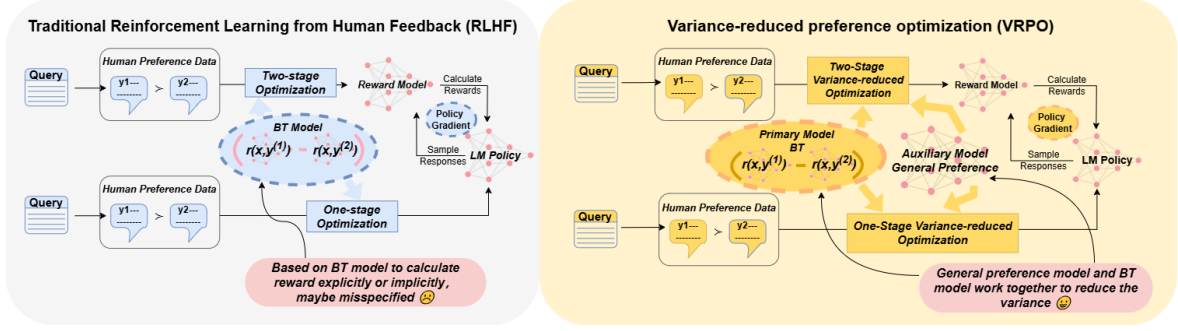 Traditional Reinforcement Learning from Human Feedback (RLHF)
Query
Human Preference Data
y1---
--------
≻
y2---
--------
Two-stage
Optimization
Reward Model
Calculate
Rewards
Policy
Gradient
Sample
Responses
LM Policy
BT Model
( r(x,y⁽¹⁾) – r(x,y⁽²⁾) )
Query
Human Preference Data
y1---
--------
≻
y2---
--------
One-stage
Optimization
Based on BT model to calculate
reward explicitly or implicitly,
maybe misspecified ☹️
Variance-reduced preference optimization (VRPO)
Query
Human Preference Data
y1---
--------
≻
y2---
--------
Two-Stage
Variance-reduced
Optimization
Reward Model
Calculate
Rewards
Policy
Gradient
Sample
Responses
LM Policy
Primary Model
BT
( r(x,y⁽¹⁾) – r(x,y⁽²⁾) )
Auxiliary Model
General Preference
Query
Human Preference Data
y1---
--------
≻
y2---
--------
One-Stage Variance-reduced
Optimization
General preference model and BT
model work together to reduce the
variance 😀